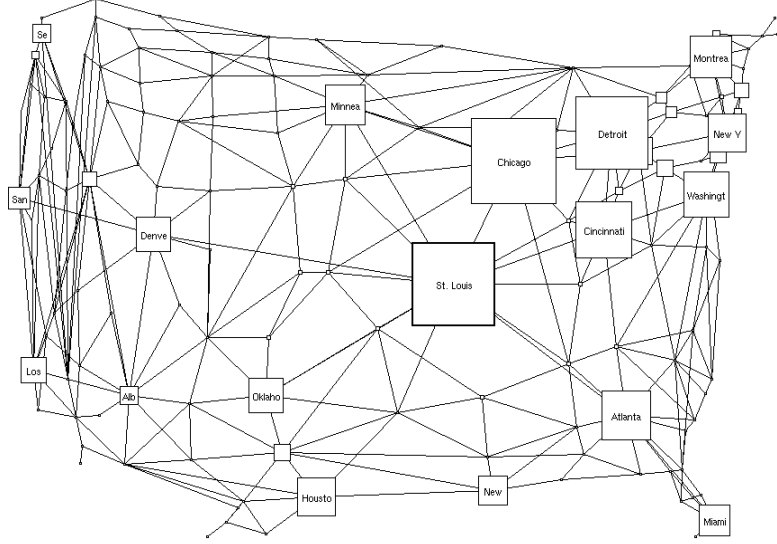 Se
Montrea
Minnea
Detroit
New Y
Chicago
San
Washingt
Denve
Cincinnati
St. Louis
Los
Alb
Oklaho
Atlanta
Housto
New
Miami